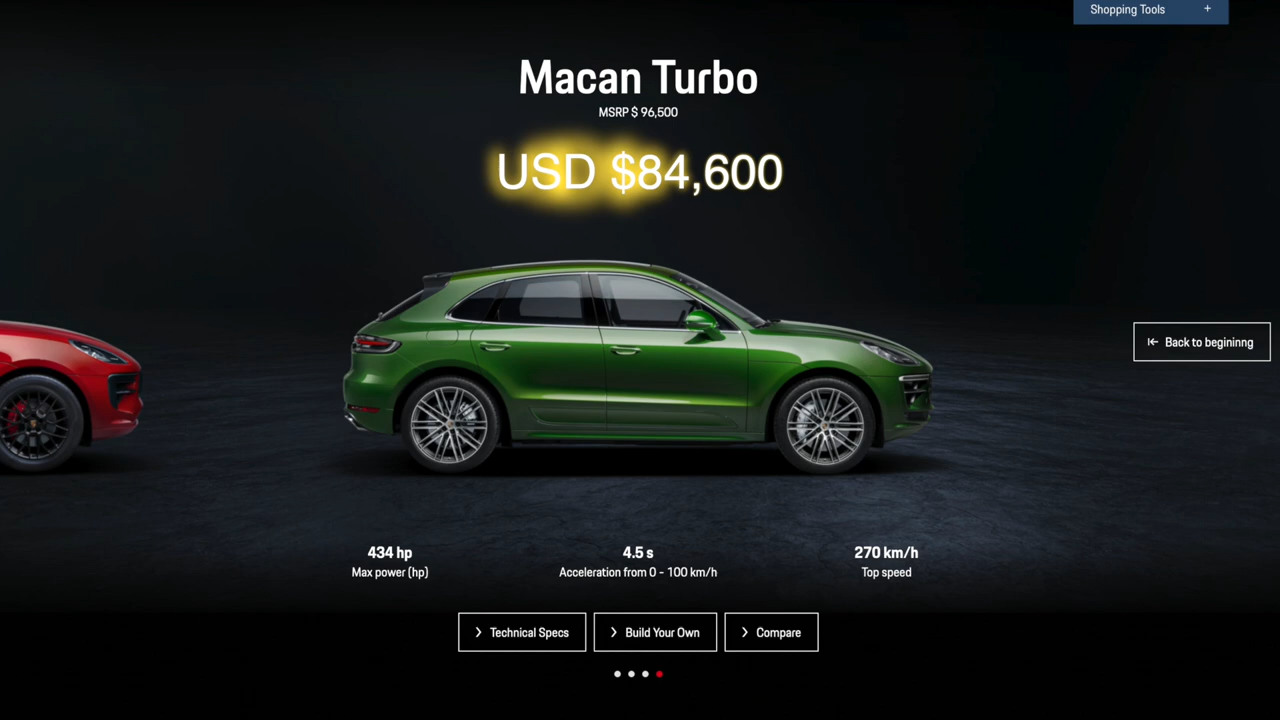 Shopping Tools +
Macan Turbo
MSRP $ 96,500
USD $84,600
Back to begininng
434 hp
Max power (hp)
4.5 s
Acceleration from 0 - 100 km/h
270 km/h
Top speed
Technical Specs
Build Your Own
Compare